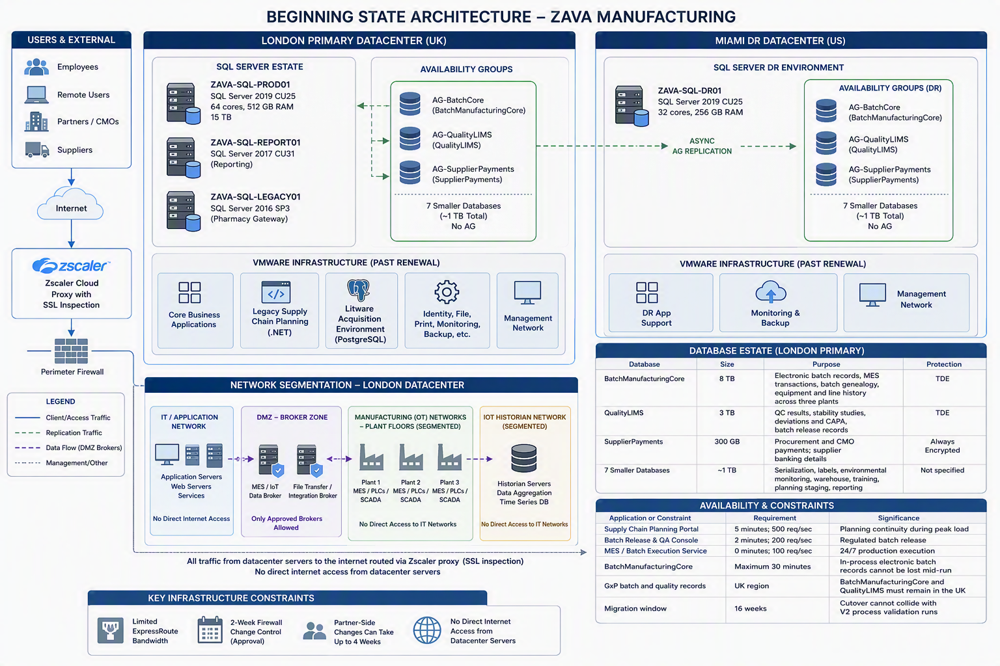 BEGINNING STATE ARCHITECTURE – ZAVA MANUFACTURING
USERS & EXTERNAL
Employees
Remote Users
Partners / CMOs
Suppliers
Internet
zscaler™
Zscaler Cloud
Proxy with
SSL Inspection
Perimeter Firewall
LEGEND
Client/Access Traffic
Replication Traffic
Data Flow (DMZ Brokers)
Management/Other
LONDON PRIMARY DATACENTER (UK)
SQL SERVER ESTATE
ZAVA-SQL-PROD01
SQL Server 2019 CU25
64 cores, 512 GB RAM
15 TB
ZAVA-SQL-REPORT01
SQL Server 2017 CU31
(Reporting)
ZAVA-SQL-LEGACY01
SQL Server 2016 SP3
(Pharmacy Gateway)
AVAILABILITY GROUPS
AG-BatchCore
(BatchManufacturingCore)
AG-QualityLIMS
(QualityLIMS)
AG-SupplierPayments
(SupplierPayments)
7 Smaller Databases
(~1 TB Total)
No AG
VMWARE INFRASTRUCTURE (PAST RENEWAL)
Core Business
Applications
Legacy Supply
Chain Planning
(.NET)
Litware
Acquisition
Environment
(PostgreSQL)
Identity, File,
Print, Monitoring,
Backup, etc.
Management
Network
ASYNC
AG REPLICATION
MIAMI DR DATACENTER (US)
SQL SERVER DR ENVIRONMENT
ZAVA-SQL-DR01
SQL Server 2019 CU25
32 cores, 256 GB RAM
AVAILABILITY GROUPS (DR)
AG-BatchCore
(BatchManufacturingCore)
AG-QualityLIMS
(QualityLIMS)
AG-SupplierPayments
(SupplierPayments)
7 Smaller Databases
(~1 TB Total)
No AG
VMWARE INFRASTRUCTURE (PAST RENEWAL)
DR App
Support
Monitoring &
Backup
Management
Network
NETWORK SEGMENTATION – LONDON DATACENTER
IT / APPLICATION
NETWORK
Application Servers
Web Servers
Services
No Direct Internet Access
DMZ – BROKER ZONE
MES / IoT
Data Broker
File Transfer /
Integration Broker
Only Approved Brokers
Allowed
MANUFACTURING (OT) NETWORKS
– PLANT FLOORS (SEGMENTED)
Plant 1
MES / PLCs /
SCADA
Plant 2
MES / PLCs /
SCADA
Plant 3
MES / PLCs /
SCADA
No Direct Access to IT Networks
IOT HISTORIAN NETWORK
(SEGMENTED)
Historian Servers
Data Aggregation
Time Series DB
No Direct Access to IT Networks
All traffic from datacenter servers to the internet routed via Zscaler proxy (SSL inspection)
No direct internet access from datacenter servers
DATABASE ESTATE (LONDON PRIMARY)
Database Size Purpose Protection
BatchManufacturingCore 8 TB Electronic batch records, MES TDE
transactions, batch genealogy,
equipment and line history
across three plants
QualityLIMS 3 TB QC results, stability studies, TDE
deviations and CAPA,
batch release records
SupplierPayments 300 GB Procurement and CMO Always
payments; supplier Encrypted
banking details
7 Smaller Databases ~1 TB Serialization, labels, environmental Not specified
monitoring, warehouse, training,
planning staging, reporting
AVAILABILITY & CONSTRAINTS
Application or Constraint Requirement Significance
Supply Chain Planning Portal 5 minutes; 500 req/sec Planning continuity during peak load
Batch Release & QA Console 2 minutes; 200 req/sec Regulated batch release
MES / Batch Execution Service 0 minutes; 100 req/sec 24/7 production execution
BatchManufacturingCore Maximum 30 minutes In-process electronic batch
records cannot be lost mid-run
GxP batch and quality records UK region BatchManufacturingCore and
QualityLIMS must remain in the UK
Migration window 16 weeks Cutover cannot collide with
V2 process validation runs
KEY INFRASTRUCTURE CONSTRAINTS
Limited
ExpressRoute
Bandwidth
2-Week Firewall
Change Control
(Approval)
Partner-Side
Changes Can Take
Up to 4 Weeks
No Direct Internet
Access from
Datacenter Servers